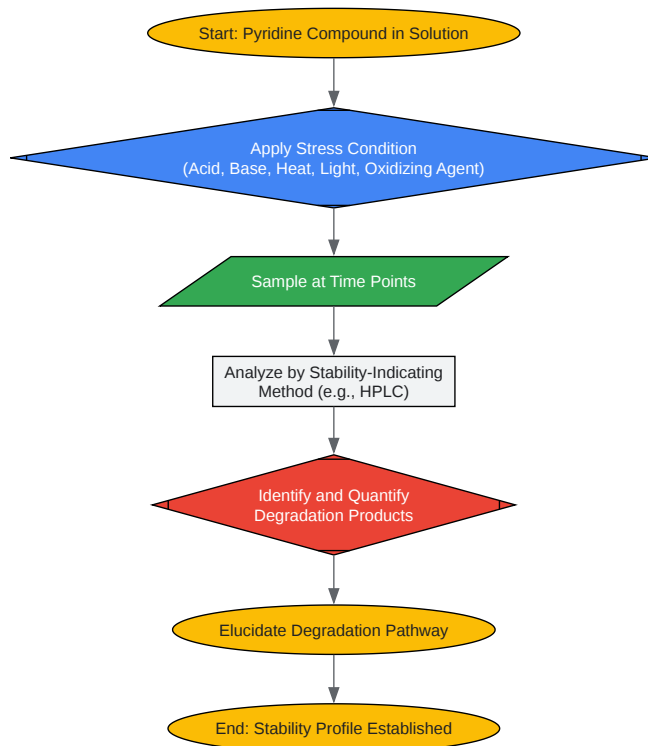 Start: Pyridine Compound in Solution
Apply Stress Condition
(Acid, Base, Heat, Light, Oxidizing Agent)
Sample at Time Points
Analyze by Stability-Indicating
Method (e.g., HPLC)
Identify and Quantify
Degradation Products
Elucidate Degradation Pathway
End: Stability Profile Established